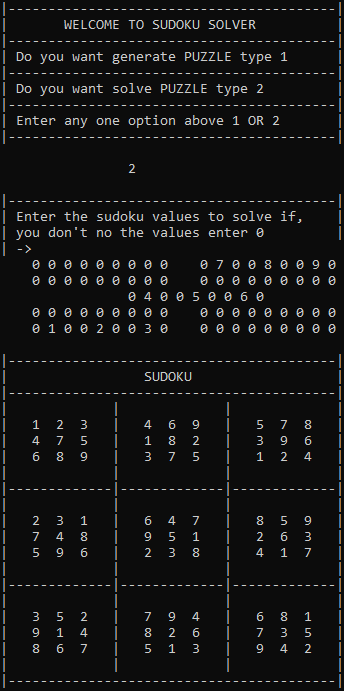 WELCOME TO SUDOKU SOLVER
Do you want generate PUZZLE type 1
Do you want solve PUZZLE type 2
Enter any one option above 1 OR 2
2
Enter the sudoku values to solve if,
you don't no the values enter 0
->
0 0 0 0 0 0 0 0 0 0 7 0 0 8 0 0 9 0
0 0 0 0 0 0 0 0 0 0 0 0 0 0 0 0 0 0
0 4 0 0 5 0 0 6 0
0 0 0 0 0 0 0 0 0 0 0 0 0 0 0 0 0 0
0 1 0 0 2 0 0 3 0 0 0 0 0 0 0 0 0 0
SUDOKU
1 2 3 | 4 6 9 | 5 7 8
4 7 5 | 1 8 2 | 3 9 6
6 8 9 | 3 7 5 | 1 2 4
2 3 1 | 6 4 7 | 8 5 9
7 4 8 | 9 5 1 | 2 6 3
5 9 6 | 2 3 8 | 4 1 7
3 5 2 | 7 9 4 | 6 8 1
9 1 4 | 8 2 6 | 7 3 5
8 6 7 | 5 1 3 | 9 4 2